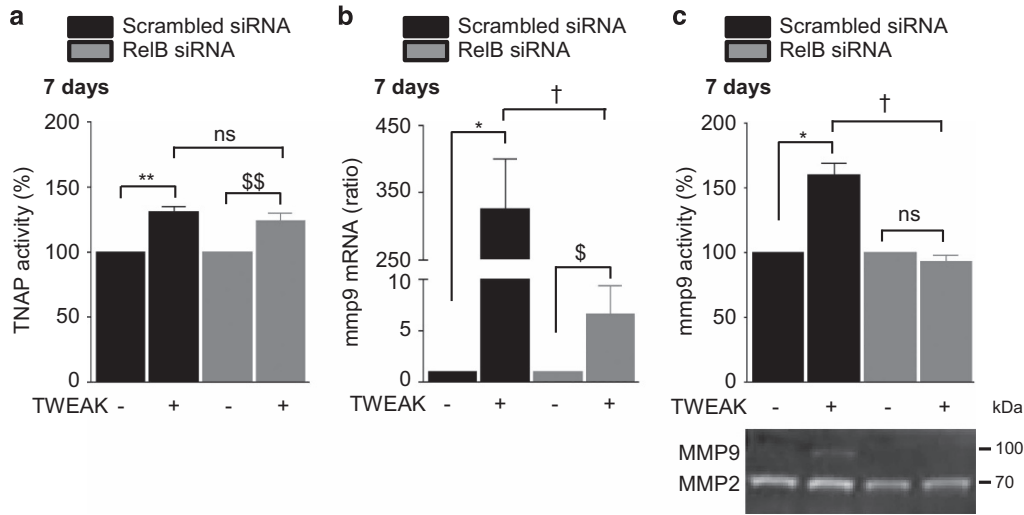 a
Scrambled siRNA
RelB siRNA
7 days
TNAP activity (%)
200
150
100
50
0
**
ns
$$
TWEAK - + - +
b
Scrambled siRNA
RelB siRNA
7 days
mmp9 mRNA (ratio)
450
350
250
10
5
0
*
†
$
- + - +
c
Scrambled siRNA
RelB siRNA
7 days
mmp9 activity (%)
200
150
100
50
0
*
†
ns
TWEAK - + - + kDa
MMP9 100
MMP2 70